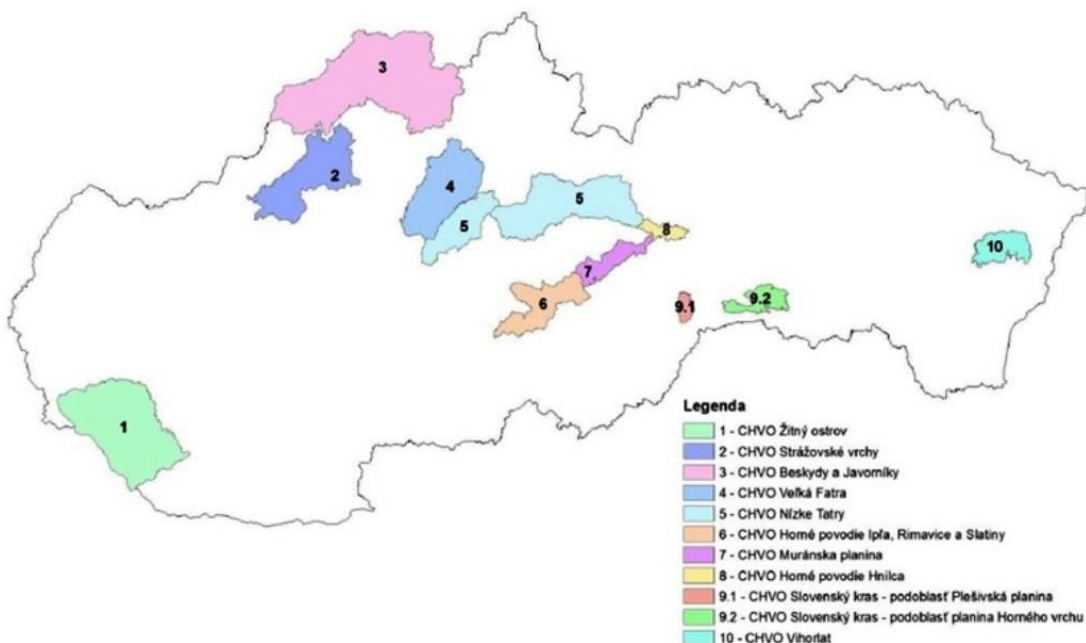 3
2
4
5
5
8
10
7
6
9.1
9.2
1
Legenda
1 - CHVO Žitný ostrov
2 - CHVO Strážovské vrchy
3 - CHVO Beskydy a Javorníky
4 - CHVO Veľká Fatra
5 - CHVO Nízke Tatry
6 - CHVO Horné povodie Ipľa, Rimavice a Slatiny
7 - CHVO Muránska planina
8 - CHVO Horné povodie Hnilca
9.1 - CHVO Slovenský kras - podoblasť Plešivská planina
9.2 - CHVO Slovenský kras - podoblasť planina Horného vrchu
10 - CHVO Vihorlat